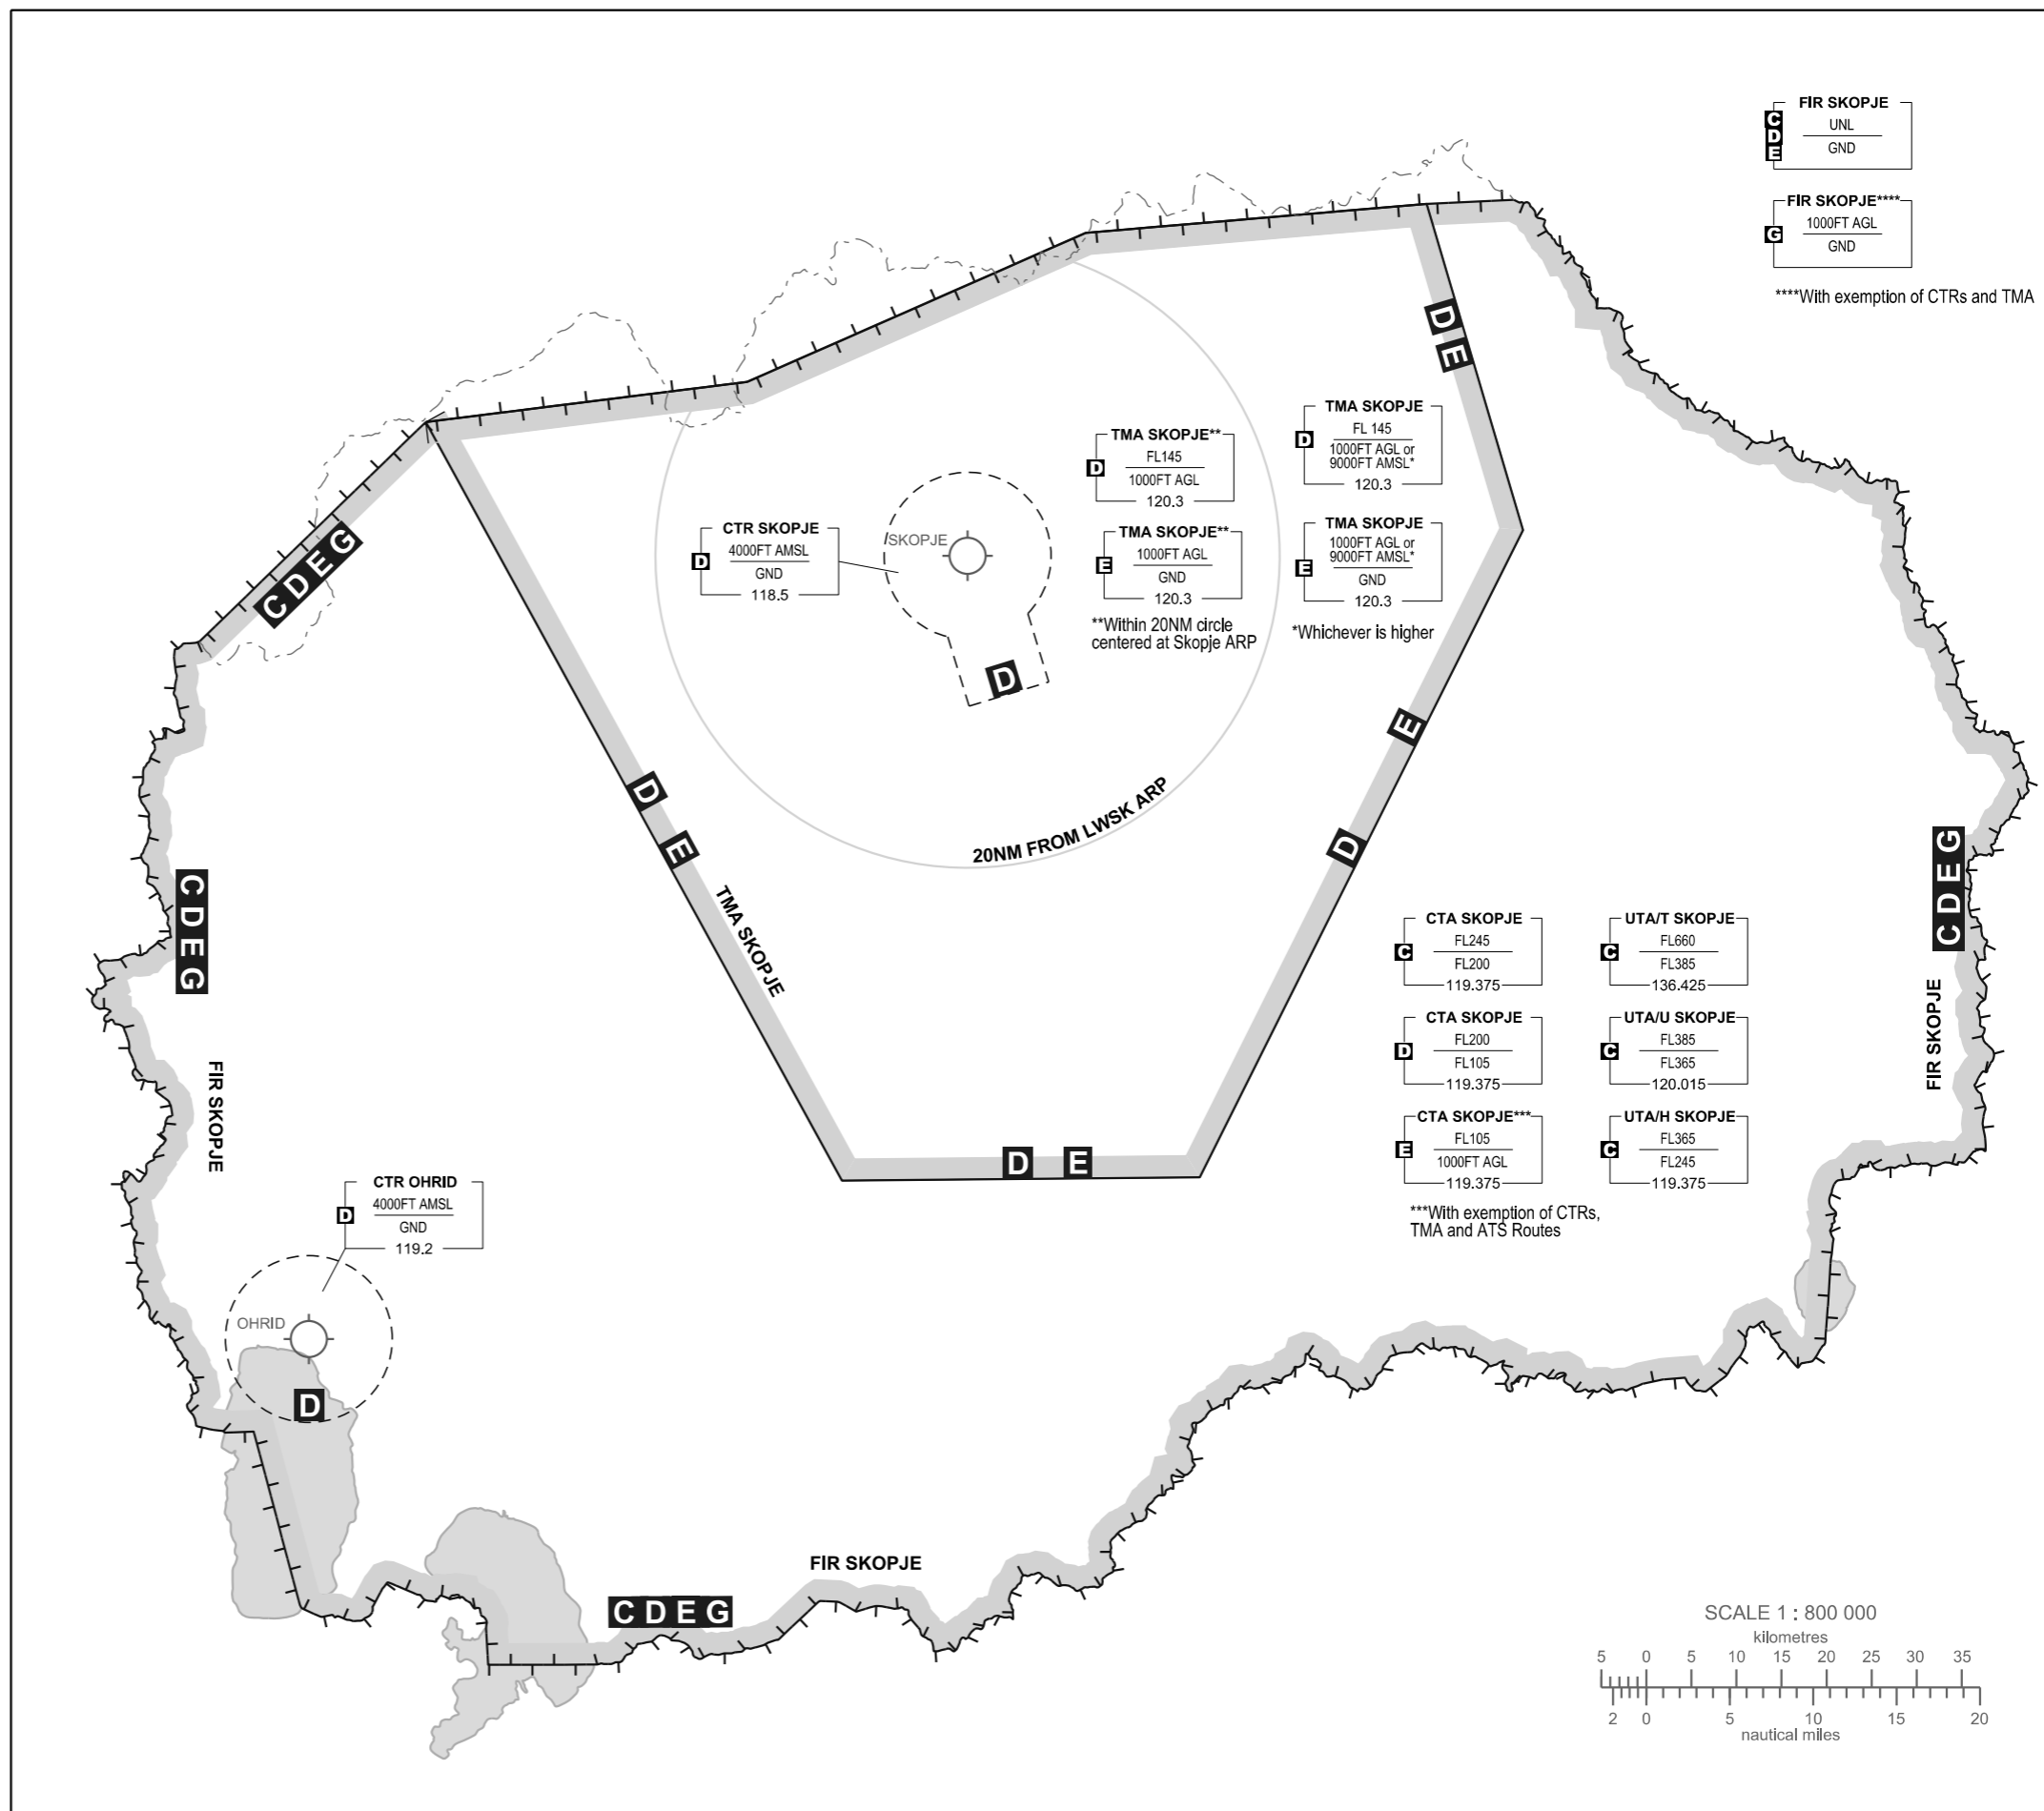 FIR SKOPJE
C
D
E
UNL
GND
FIR SKOPJE****
G
1000FT AGL
GND
****With exemption of CTRs and TMA
D
E
TMA SKOPJE
D
FL 145
1000FT AGL or
9000FT AMSL*
120.3
TMA SKOPJE**
D
FL145
1000FT AGL
120.3
TMA SKOPJE
E
1000FT AGL or
9000FT AMSL*
GND
120.3
*Whichever is higher
TMA SKOPJE**
E
1000FT AGL
GND
120.3
**Within 20NM circle
centered at Skopje ARP
CTR SKOPJE
D
4000FT AMSL
GND
118.5
SKOPJE
D
C D E G
D
E
TMA SKOPJE
20NM FROM LWSK ARP
E
D
D E
C D E G
FIR SKOPJE
C D E G
FIR SKOPJE
CTA SKOPJE
C
FL245
FL200
119.375
UTA/T SKOPJE
C
FL660
FL385
136.425
CTA SKOPJE
D
FL200
FL105
119.375
UTA/U SKOPJE
C
FL385
FL365
120.015
CTA SKOPJE***
E
FL105
1000FT AGL
119.375
UTA/H SKOPJE
C
FL365
FL245
119.375
***With exemption of CTRs,
TMA and ATS Routes
CTR OHRID
D
4000FT AMSL
GND
119.2
OHRID
D
FIR SKOPJE
C D E G
SCALE 1 : 800 000
kilometres
5 0 5 10 15 20 25 30 35
2 0 5 10 15 20
nautical miles